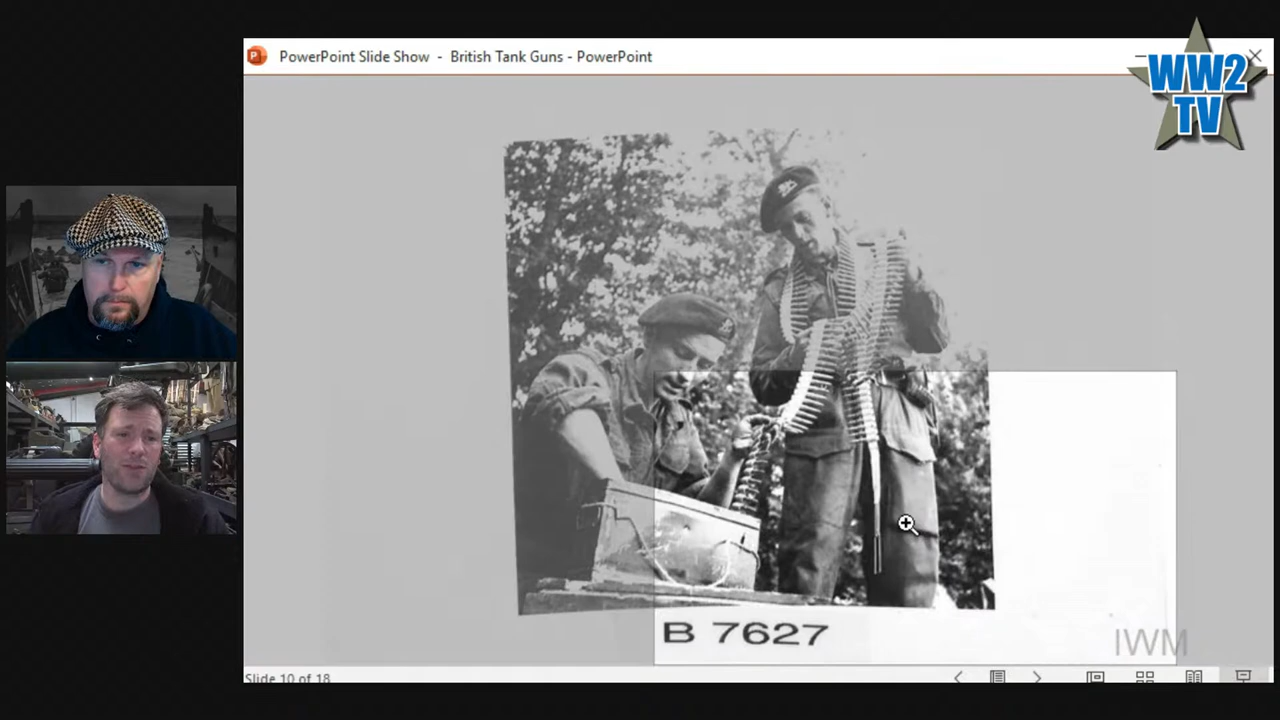 PowerPoint Slide Show - British Tank Guns - PowerPoint
WW2
TV
B 7627
IWM
Slide 10 of 18